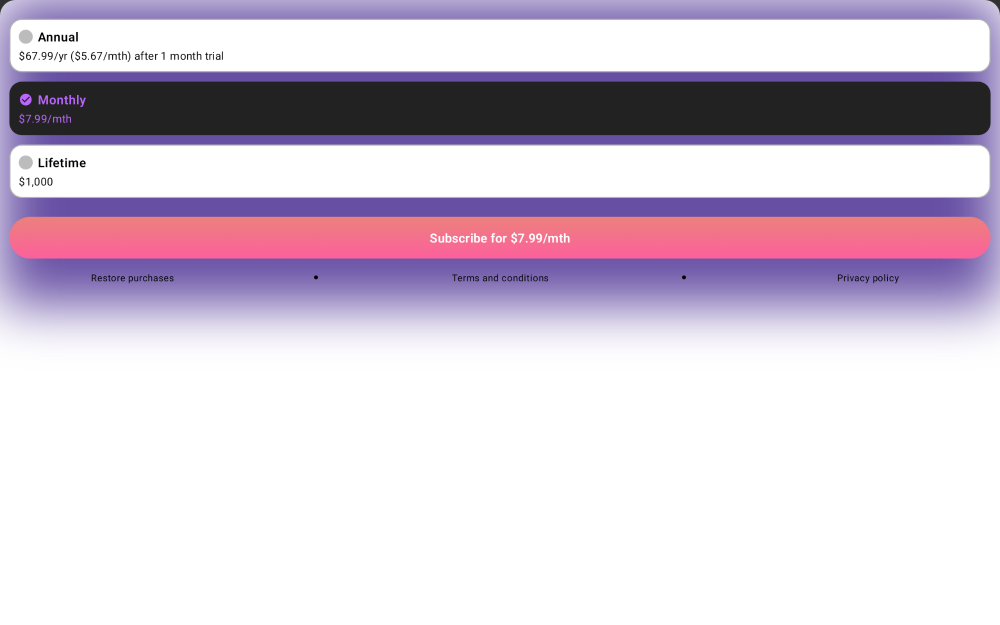 Annual
$67.99/yr ($5.67/mth) after 1 month trial
Monthly
$7.99/mth
Lifetime
$1,000
Subscribe for $7.99/mth
Restore purchases • Terms and conditions • Privacy policy